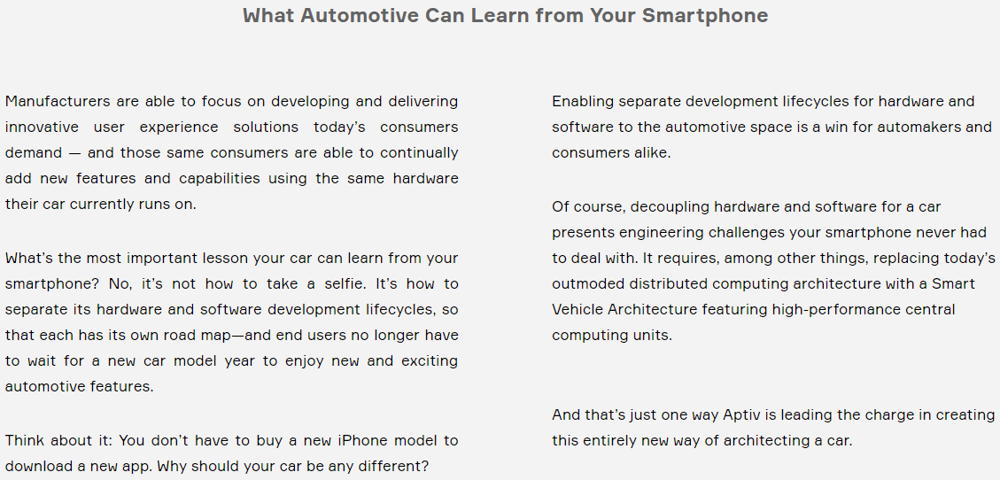 What Automotive Can Learn from Your Smartphone
Manufacturers are able to focus on developing and delivering
innovative user experience solutions today's consumers
demand — and those same consumers are able to continually
add new features and capabilities using the same hardware
their car currently runs on.
What's the most important lesson your car can learn from your
smartphone? No, it's not how to take a selfie. It's how to
separate its hardware and software development lifecycles, so
that each has its own road map—and end users no longer have
to wait for a new car model year to enjoy new and exciting
automotive features.
Think about it: You don't have to buy a new iPhone model to
download a new app. Why should your car be any different?
Enabling separate development lifecycles for hardware and
software to the automotive space is a win for automakers and
consumers alike.
Of course, decoupling hardware and software for a car
presents engineering challenges your smartphone never had
to deal with. It requires, among other things, replacing today's
outmoded distributed computing architecture with a Smart
Vehicle Architecture featuring high-performance central
computing units.
And that's just one way Aptiv is leading the charge in creating
this entirely new way of architecting a car.